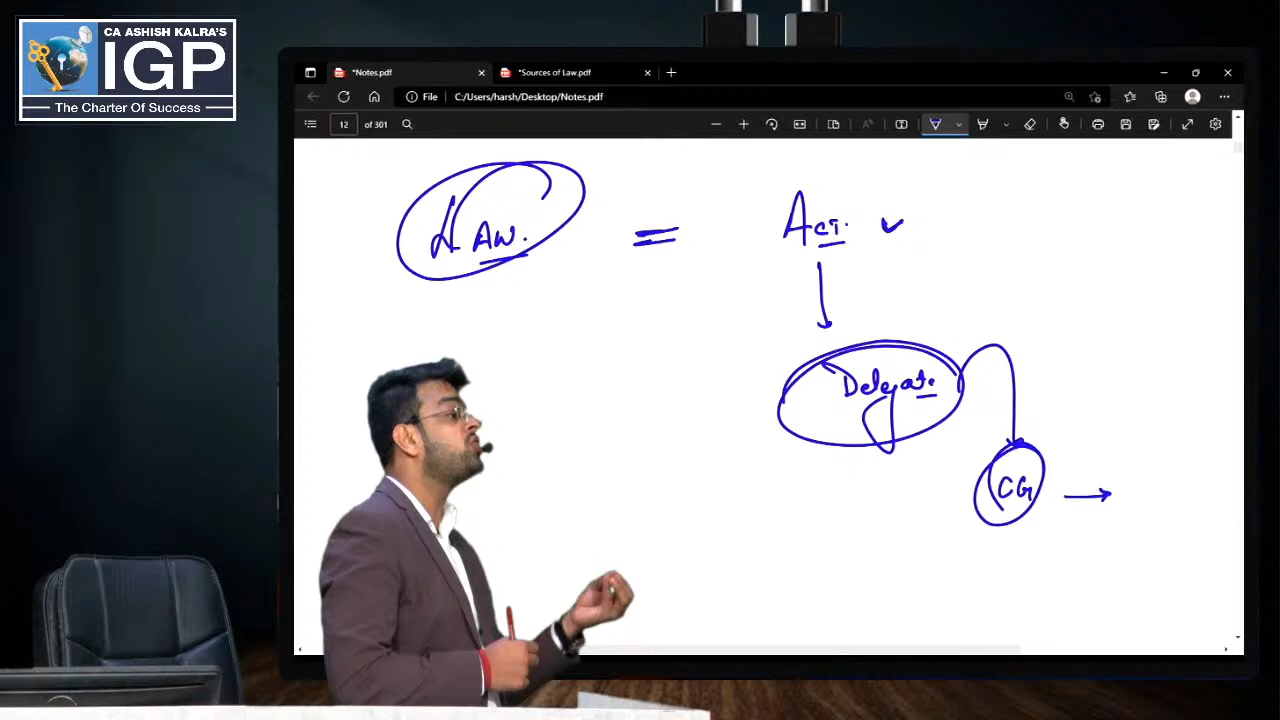 CA ASHISH KALRA'S
IGP
The Charter Of Success
*Notes.pdf
*Sources of Law.pdf
File
C:/Users/harsh/Desktop/Notes.pdf
12
of 301
LAW. = ACT.
Delegate
CG